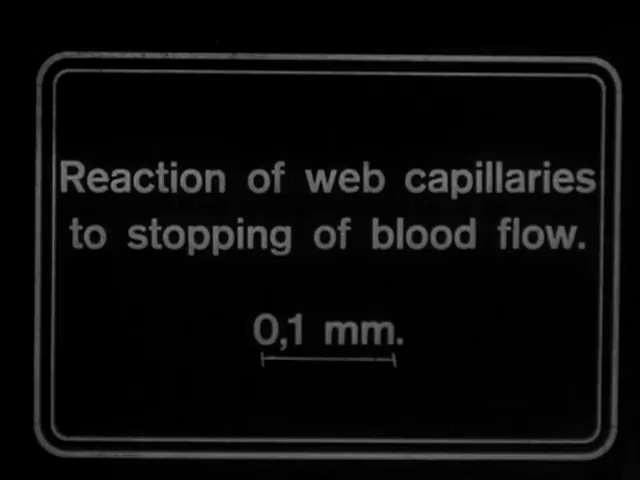 Reaction of web capillaries
to stopping of blood flow.
0,1 mm.